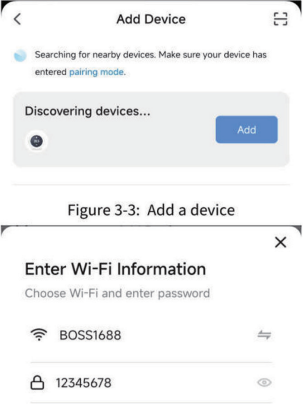 Add Device
Searching for nearby devices. Make sure your device has
entered pairing mode.
Discovering devices...
Add
Figure 3-3: Add a device
Enter Wi-Fi Information
Choose Wi-Fi and enter password
BOSS1688
12345678